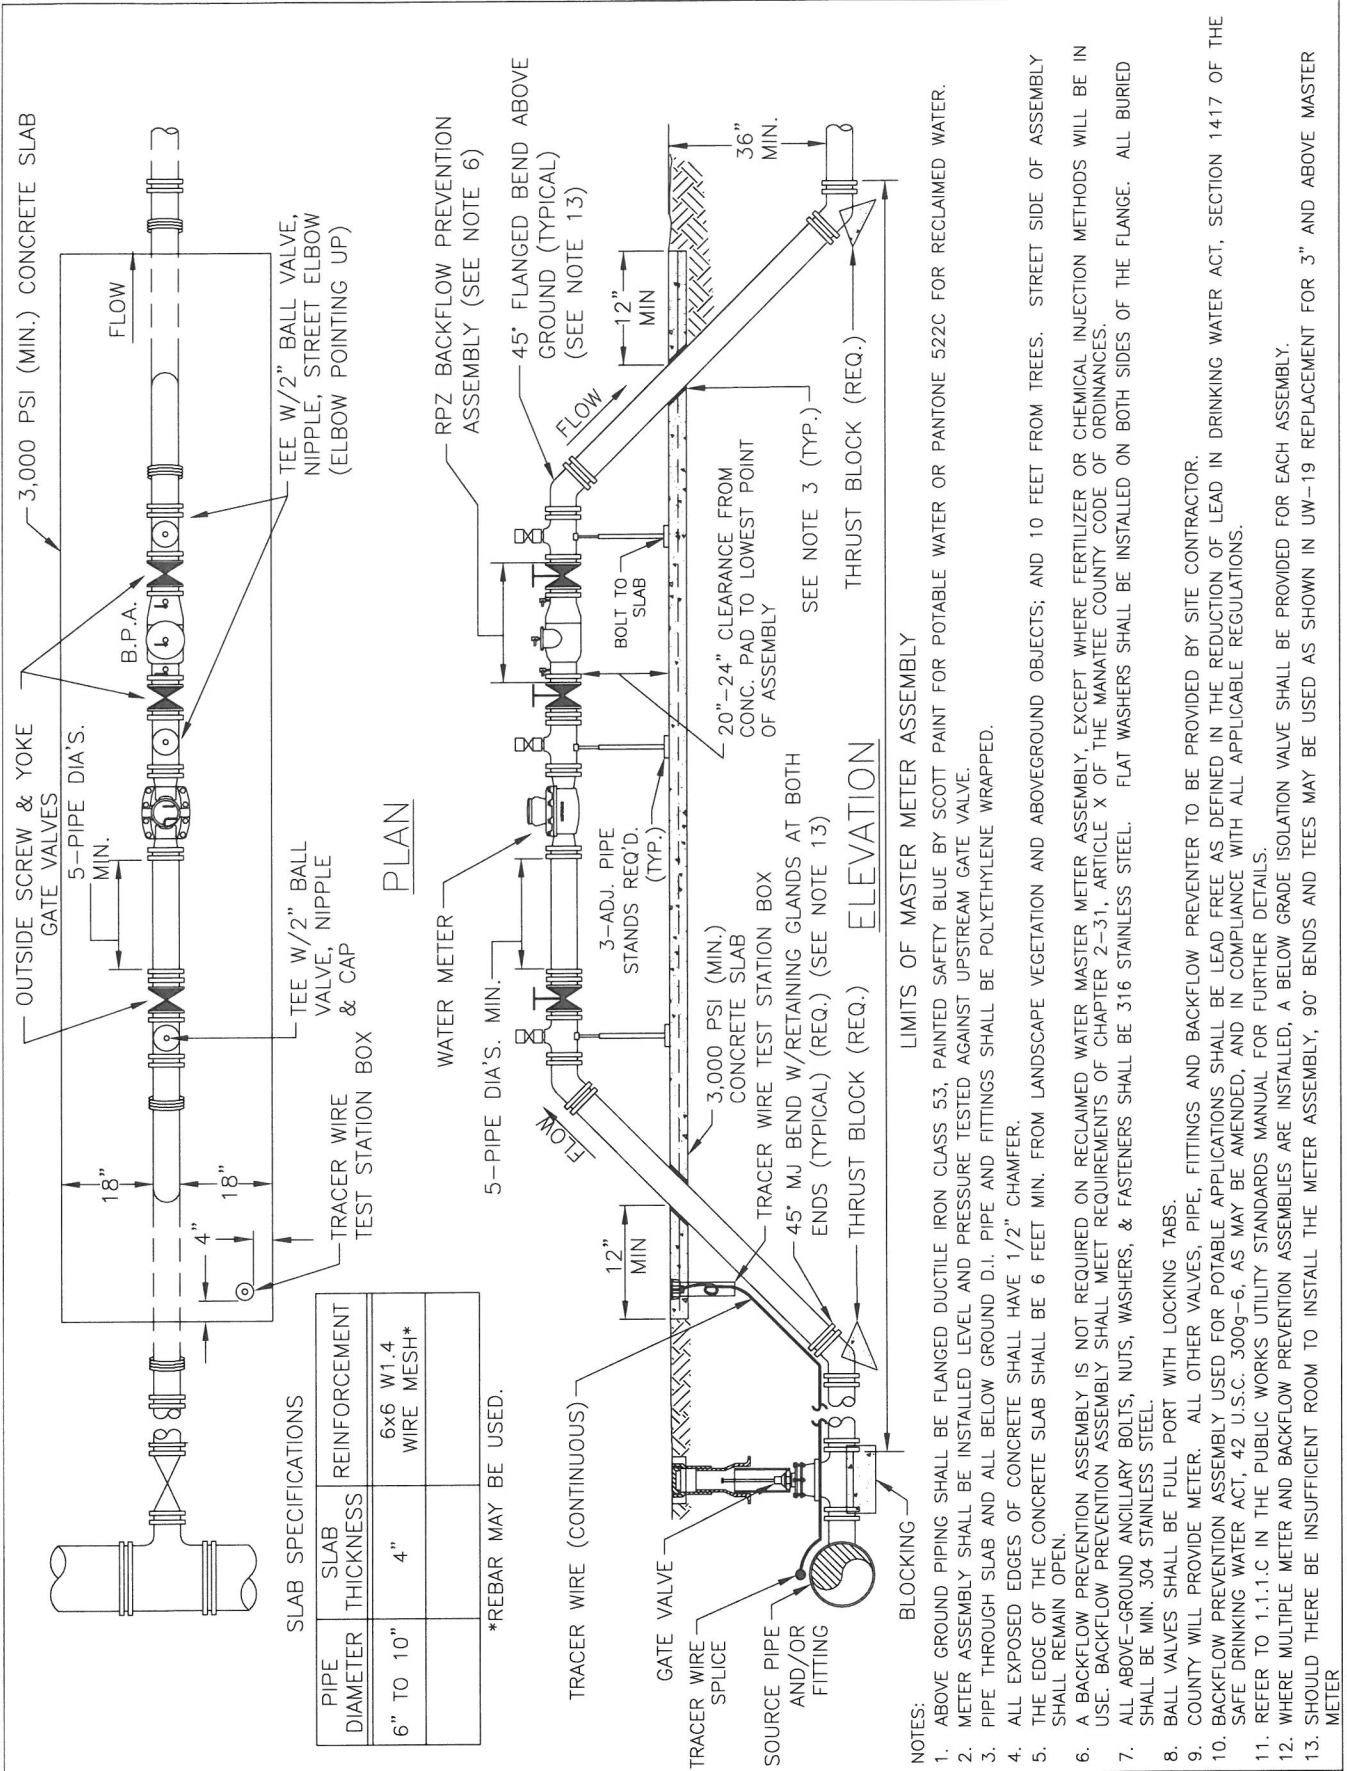 3,000 PSI (MIN.) CONCRETE SLAB
OUTSIDE SCREW & YOKE
GATE VALVES
5-PIPE DIA'S.
MIN.
B.P.A.
FLOW
18"
18"
4"
TEE W/2" BALL VALVE,
NIPPLE, STREET ELBOW
(ELBOW POINTING UP)
TEE W/2" BALL
VALVE, NIPPLE
& CAP
TRACER WIRE
TEST STATION BOX
PLAN
SLAB SPECIFICATIONS
PIPE
DIAMETER
SLAB
THICKNESS
REINFORCEMENT
6" TO 10"
4"
6x6 W1.4
WIRE MESH*
*REBAR MAY BE USED.
RPZ BACKFLOW PREVENTION
ASSEMBLY (SEE NOTE 6)
45° FLANGED BEND ABOVE
GROUND (TYPICAL)
(SEE NOTE 13)
WATER METER
5-PIPE DIA'S. MIN.
FLOW
FLOW
12"
MIN
12"
MIN
36"
MIN.
3-ADJ. PIPE
STANDS REQ'D.
(TYP.)
BOLT TO
SLAB
20"-24" CLEARANCE FROM
CONC. PAD TO LOWEST POINT
OF ASSEMBLY
SEE NOTE 3 (TYP.)
THRUST BLOCK (REQ.)
3,000 PSI (MIN.)
CONCRETE SLAB
TRACER WIRE TEST STATION BOX
45° MJ BEND W/RETAINING GLANDS AT BOTH
ENDS (TYPICAL) (REQ.) (SEE NOTE 13)
THRUST BLOCK (REQ.)
TRACER WIRE (CONTINUOUS)
GATE VALVE
TRACER WIRE
SPLICE
SOURCE PIPE
AND/OR
FITTING
BLOCKING
ELEVATION
LIMITS OF MASTER METER ASSEMBLY
NOTES:
1. ABOVE GROUND PIPING SHALL BE FLANGED DUCTILE IRON CLASS 53, PAINTED SAFETY BLUE BY SCOTT PAINT FOR POTABLE WATER OR PANTONE 522C FOR RECLAIMED WATER.
2. METER ASSEMBLY SHALL BE INSTALLED LEVEL AND PRESSURE TESTED AGAINST UPSTREAM GATE VALVE.
3. PIPE THROUGH SLAB AND ALL BELOW GROUND D.I. PIPE AND FITTINGS SHALL BE POLYETHYLENE WRAPPED.
4. ALL EXPOSED EDGES OF CONCRETE SHALL HAVE 1/2" CHAMFER.
5. THE EDGE OF THE CONCRETE SLAB SHALL BE 6 FEET MIN. FROM LANDSCAPE VEGETATION AND ABOVEGROUND OBJECTS; AND 10 FEET FROM TREES. STREET SIDE OF ASSEMBLY
SHALL REMAIN OPEN.
6. A BACKFLOW PREVENTION ASSEMBLY IS NOT REQUIRED ON RECLAIMED WATER MASTER METER ASSEMBLY, EXCEPT WHERE FERTILIZER OR CHEMICAL INJECTION METHODS WILL BE IN
USE. BACKFLOW PREVENTION ASSEMBLY SHALL MEET REQUIREMENTS OF CHAPTER 2-31, ARTICLE X OF THE MANATEE COUNTY CODE OF ORDINANCES.
7. ALL ABOVE-GROUND ANCILLARY BOLTS, NUTS, WASHERS, & FASTENERS SHALL BE 316 STAINLESS STEEL. FLAT WASHERS SHALL BE INSTALLED ON BOTH SIDES OF THE FLANGE. ALL BURIED
SHALL BE MIN. 304 STAINLESS STEEL.
8. BALL VALVES SHALL BE FULL PORT WITH LOCKING TABS.
9. COUNTY WILL PROVIDE METER. ALL OTHER VALVES, PIPE, FITTINGS AND BACKFLOW PREVENTER TO BE PROVIDED BY SITE CONTRACTOR.
10. BACKFLOW PREVENTION ASSEMBLY USED FOR POTABLE APPLICATIONS SHALL BE LEAD FREE AS DEFINED IN THE REDUCTION OF LEAD IN DRINKING WATER ACT, SECTION 1417 OF THE
SAFE DRINKING WATER ACT, 42 U.S.C. 300g-6, AS MAY BE AMENDED, AND IN COMPLIANCE WITH ALL APPLICABLE REGULATIONS.
11. REFER TO 1.1.1.C IN THE PUBLIC WORKS UTILITY STANDARDS MANUAL FOR FURTHER DETAILS.
12. WHERE MULTIPLE METER AND BACKFLOW PREVENTION ASSEMBLIES ARE INSTALLED, A BELOW GRADE ISOLATION VALVE SHALL BE PROVIDED FOR EACH ASSEMBLY.
13. SHOULD THERE BE INSUFFICIENT ROOM TO INSTALL THE METER ASSEMBLY, 90° BENDS AND TEES MAY BE USED AS SHOWN IN UW-19 REPLACEMENT FOR 3" AND ABOVE MASTER
METER